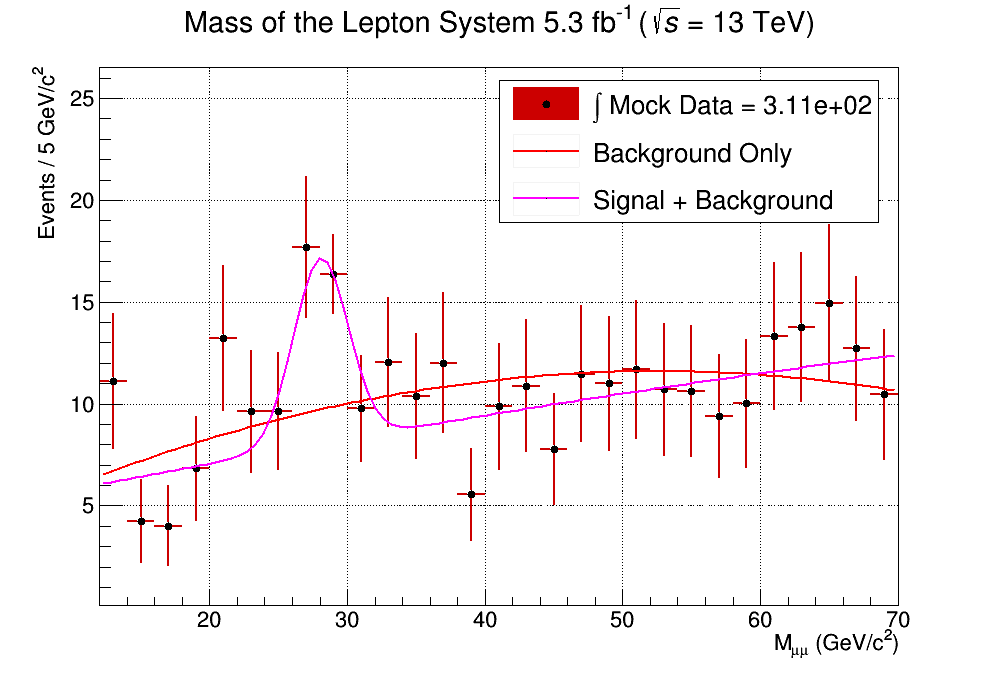 Mass of the Lepton System 5.3 fb⁻¹ (√s = 13 TeV)
Events / 5 GeV/c²
25
20
15
10
5
∫ Mock Data = 3.11e+02
Background Only
Signal + Background
20 30 40 50 60 70
Mμμ (GeV/c²)